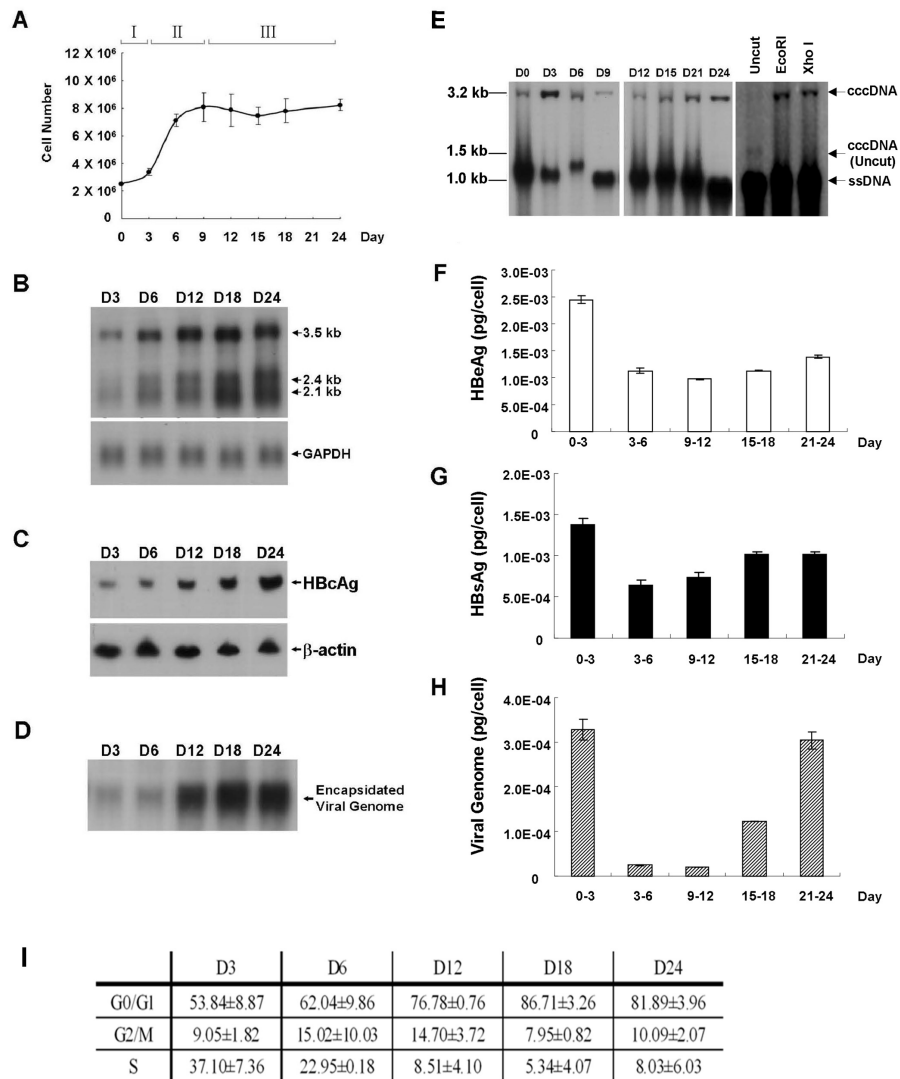 A
I II III
12 X 10⁶
10 X 10⁶
8 X 10⁶
6 X 10⁶
4 X 10⁶
2 X 10⁶
0
Cell Number
0 3 6 9 12 15 18 21 24 Day
B
D3 D6 D12 D18 D24
3.5 kb
2.4 kb
2.1 kb
GAPDH
C
D3 D6 D12 D18 D24
HBcAg
β-actin
D
D3 D6 D12 D18 D24
Encapsidated
Viral Genome
E
D0 D3 D6 D9 D12 D15 D21 D24 Uncut EcoRI Xho I
3.2 kb
1.5 kb
1.0 kb
cccDNA
cccDNA
(Uncut)
ssDNA
F
HBeAg (pg/cell)
3.0E-03
2.5E-03
1.5E-03
1.0E-03
5.0E-04
0
0-3 3-6 9-12 15-18 21-24 Day
G
HBsAg (pg/cell)
2.0E-03
1.5E-03
1.0E-03
5.0E-04
0
0-3 3-6 9-12 15-18 21-24 Day
H
Viral Genome (pg/cell)
4.0E-04
3.0E-04
2.0E-04
1.0E-04
0
0-3 3-6 9-12 15-18 21-24 Day
I
D3 D6 D12 D18 D24
G0/G1 53.84±8.87 62.04±9.86 76.78±0.76 86.71±3.26 81.89±3.96
G2/M 9.05±1.82 15.02±10.03 14.70±3.72 7.95±0.82 10.09±2.07
S 37.10±7.36 22.95±0.18 8.51±4.10 5.34±4.07 8.03±6.03